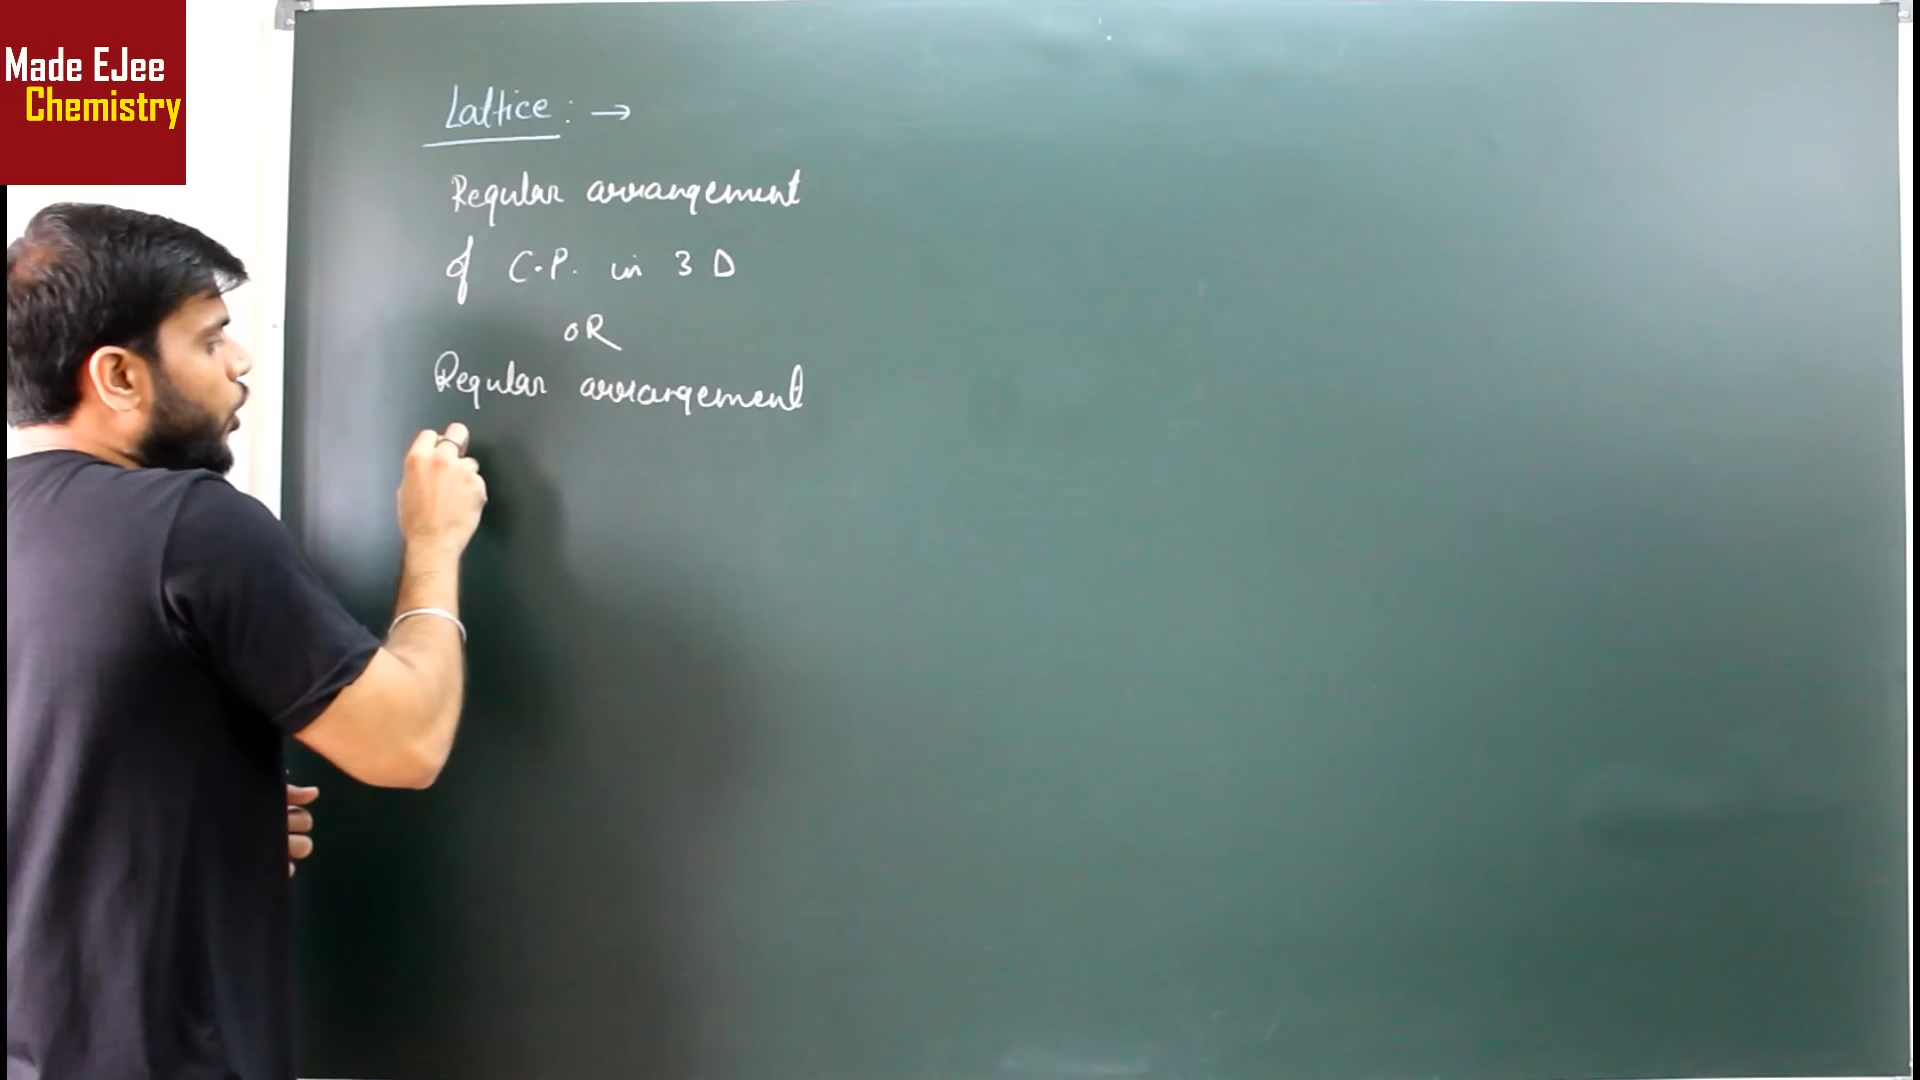 Made EJee
Chemistry
Lattice : →
Regular arrangement
of C.P. in 3 D
OR
Regular arrangement